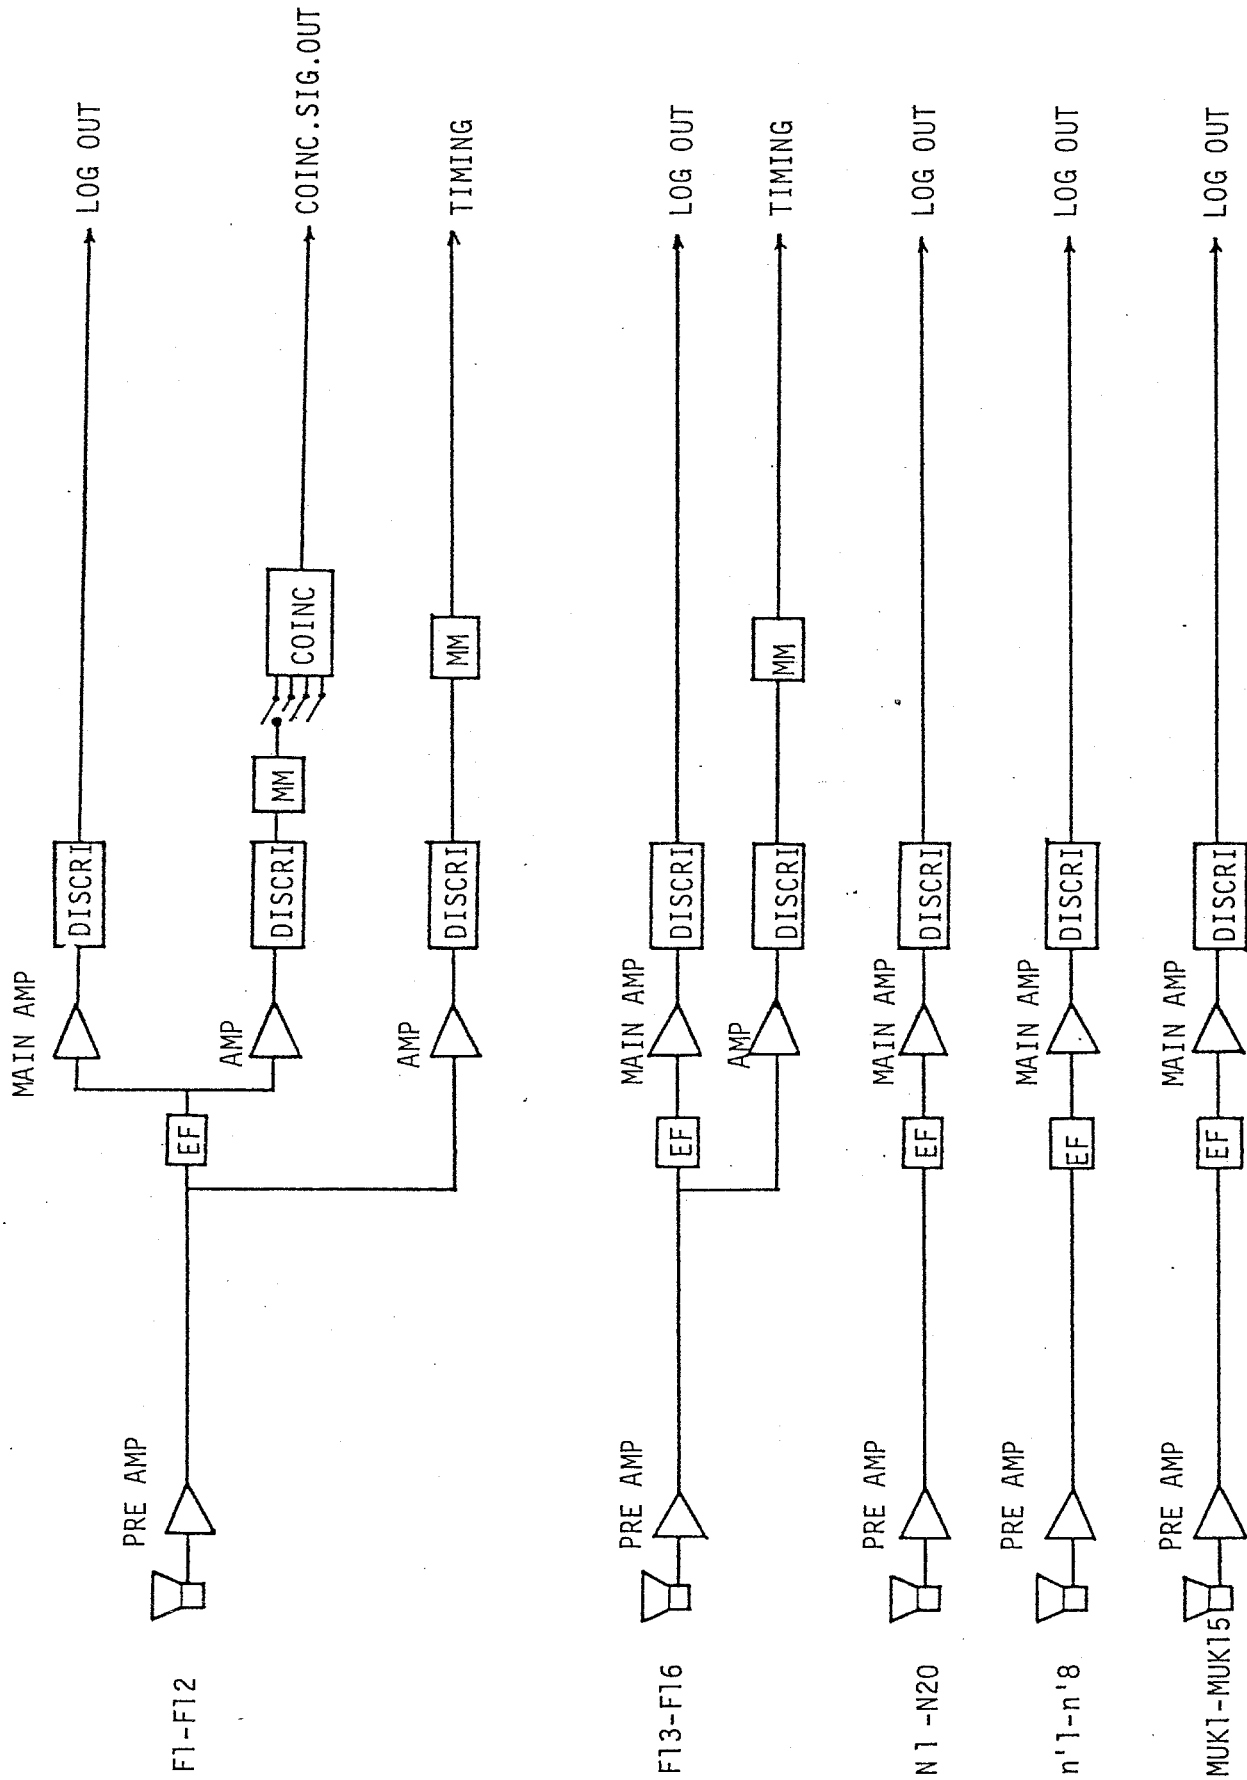 F1-F12
PRE AMP
EF
MAIN AMP
DISCRI
LOG OUT
AMP
DISCRI
MM
COINC
COINC.SIG.OUT
AMP
DISCRI
MM
TIMING
F13-F16
PRE AMP
EF
MAIN AMP
DISCRI
LOG OUT
AMP
DISCRI
MM
TIMING
N1-N20
PRE AMP
EF
MAIN AMP
DISCRI
LOG OUT
n'1-n'8
PRE AMP
EF
MAIN AMP
DISCRI
LOG OUT
MUK1-MUK15
PRE AMP
EF
MAIN AMP
DISCRI
LOG OUT